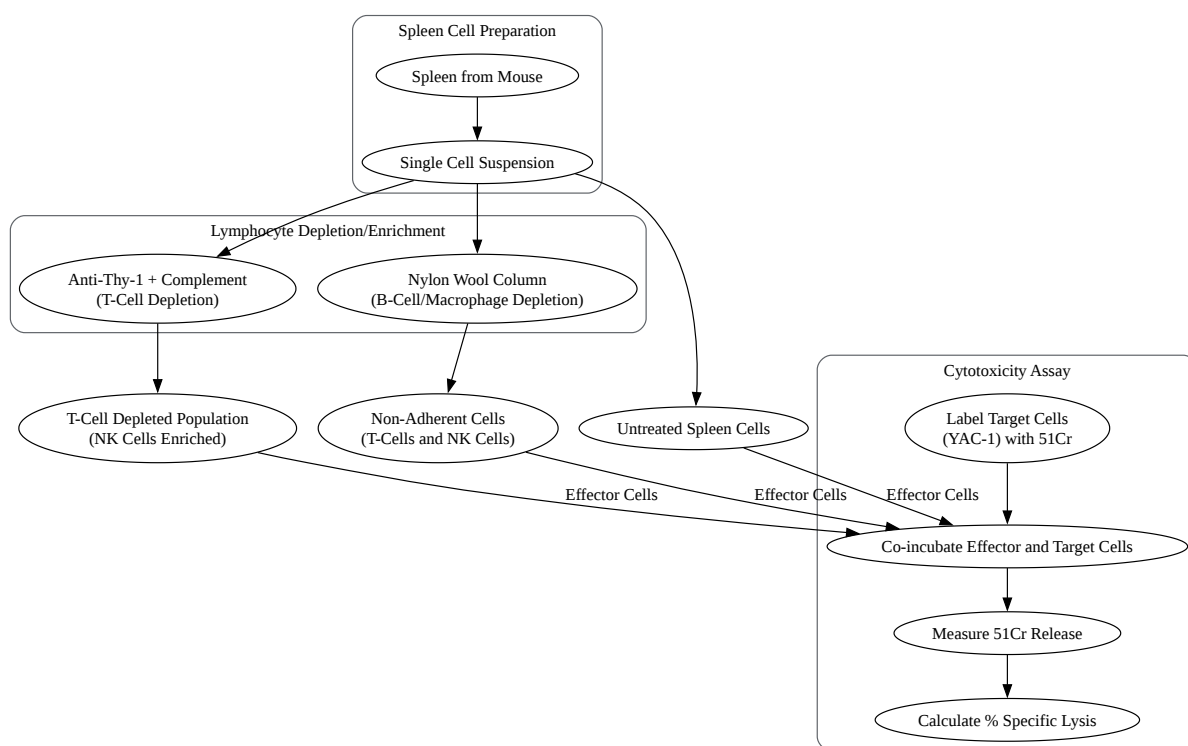 Spleen Cell Preparation
Spleen from Mouse
Single Cell Suspension
Lymphocyte Depletion/Enrichment
Anti-Thy-1 + Complement
(T-Cell Depletion)
Nylon Wool Column
(B-Cell/Macrophage Depletion)
T-Cell Depleted Population
(NK Cells Enriched)
Non-Adherent Cells
(T-Cells and NK Cells)
Untreated Spleen Cells
Cytotoxicity Assay
Label Target Cells
(YAC-1) with 51Cr
Effector Cells
Effector Cells
Effector Cells
Co-incubate Effector and Target Cells
Measure 51Cr Release
Calculate % Specific Lysis